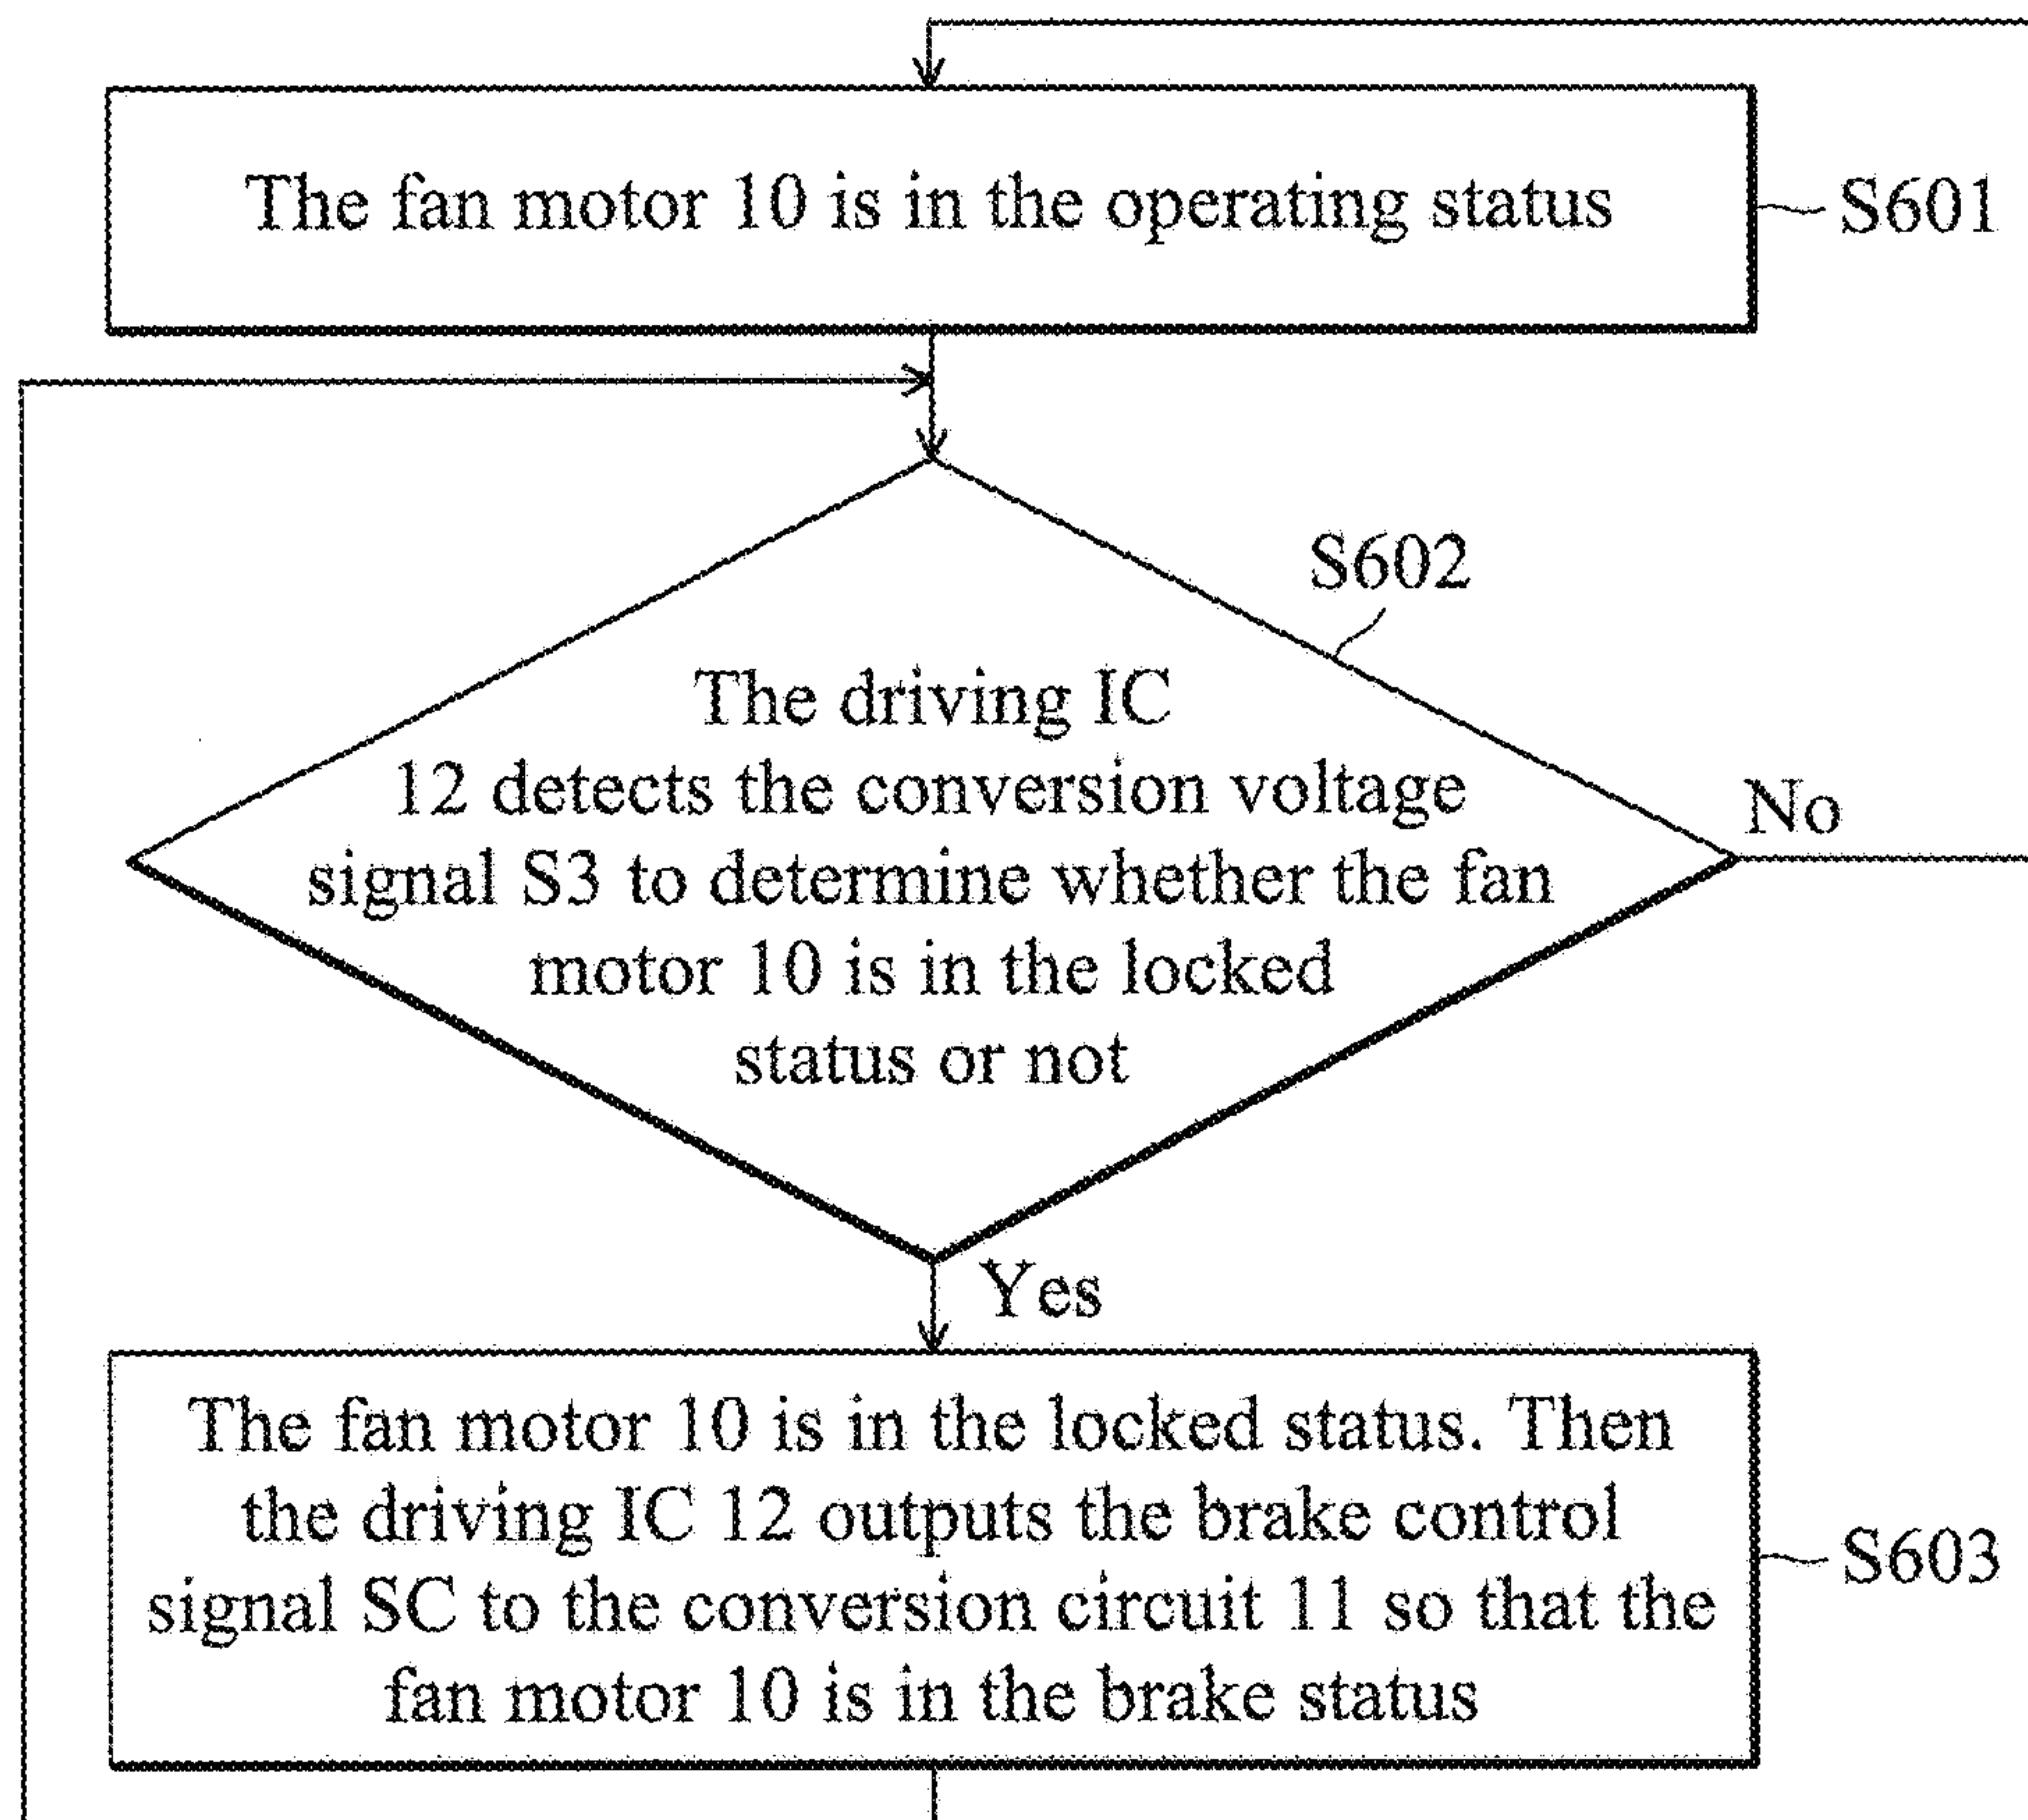 The fan motor 10 is in the operating status
S601
S602
The driving IC
12 detects the conversion voltage
signal S3 to determine whether the fan
motor 10 is in the locked
status or not
No
Yes
The fan motor 10 is in the locked status. Then
the driving IC 12 outputs the brake control
signal SC to the conversion circuit 11 so that the
fan motor 10 is in the brake status
S603